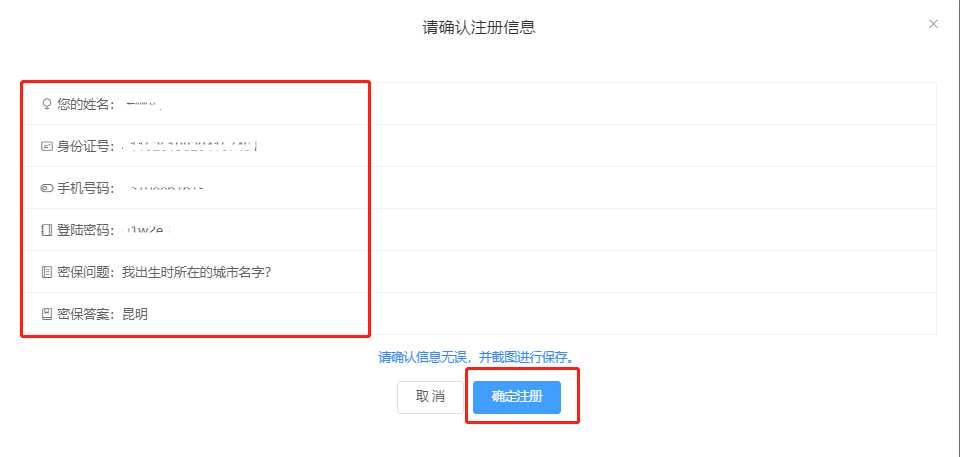 请确认注册信息
您的姓名：
身份证号：
手机号码：
登陆密码：
密保问题：我出生时所在的城市名字？
密保答案：昆明
请确认信息无误，并截图进行保存。
取 消
确定注册